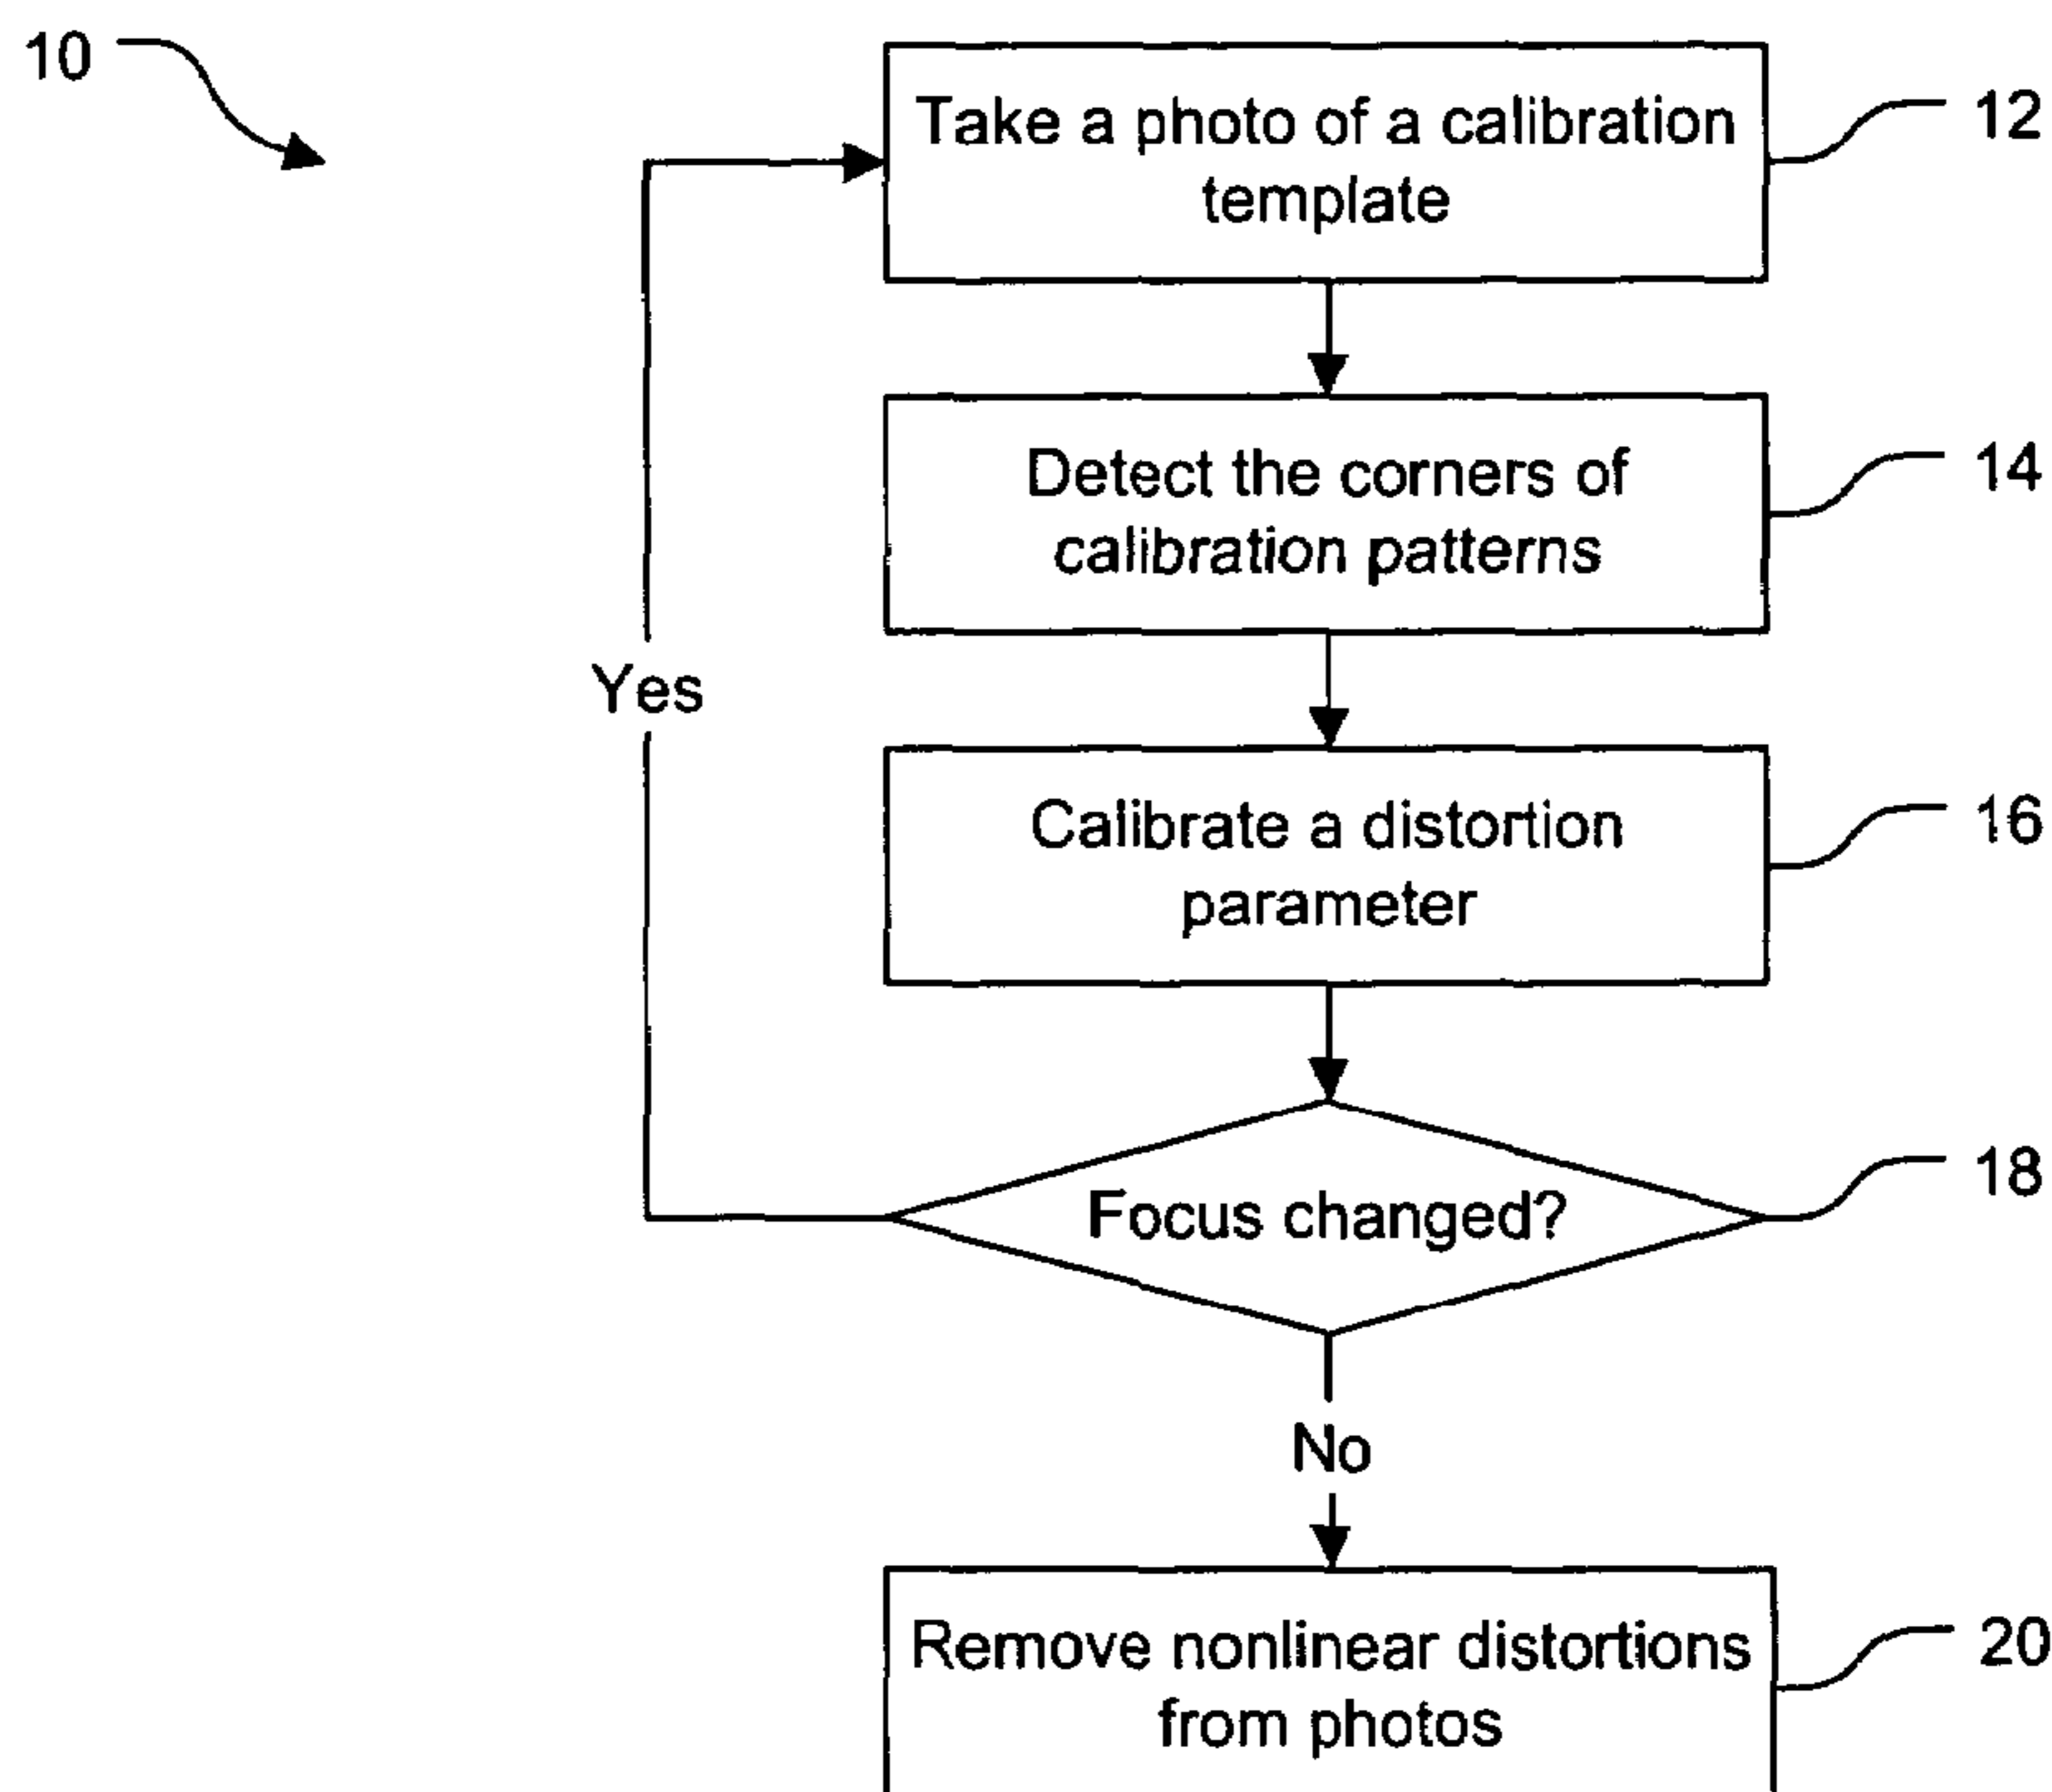 10
Take a photo of a calibration
template
12
Detect the corners of
calibration patterns
14
Yes
Calibrate a distortion
parameter
16
Focus changed?
18
No
Remove nonlinear distortions
from photos
20